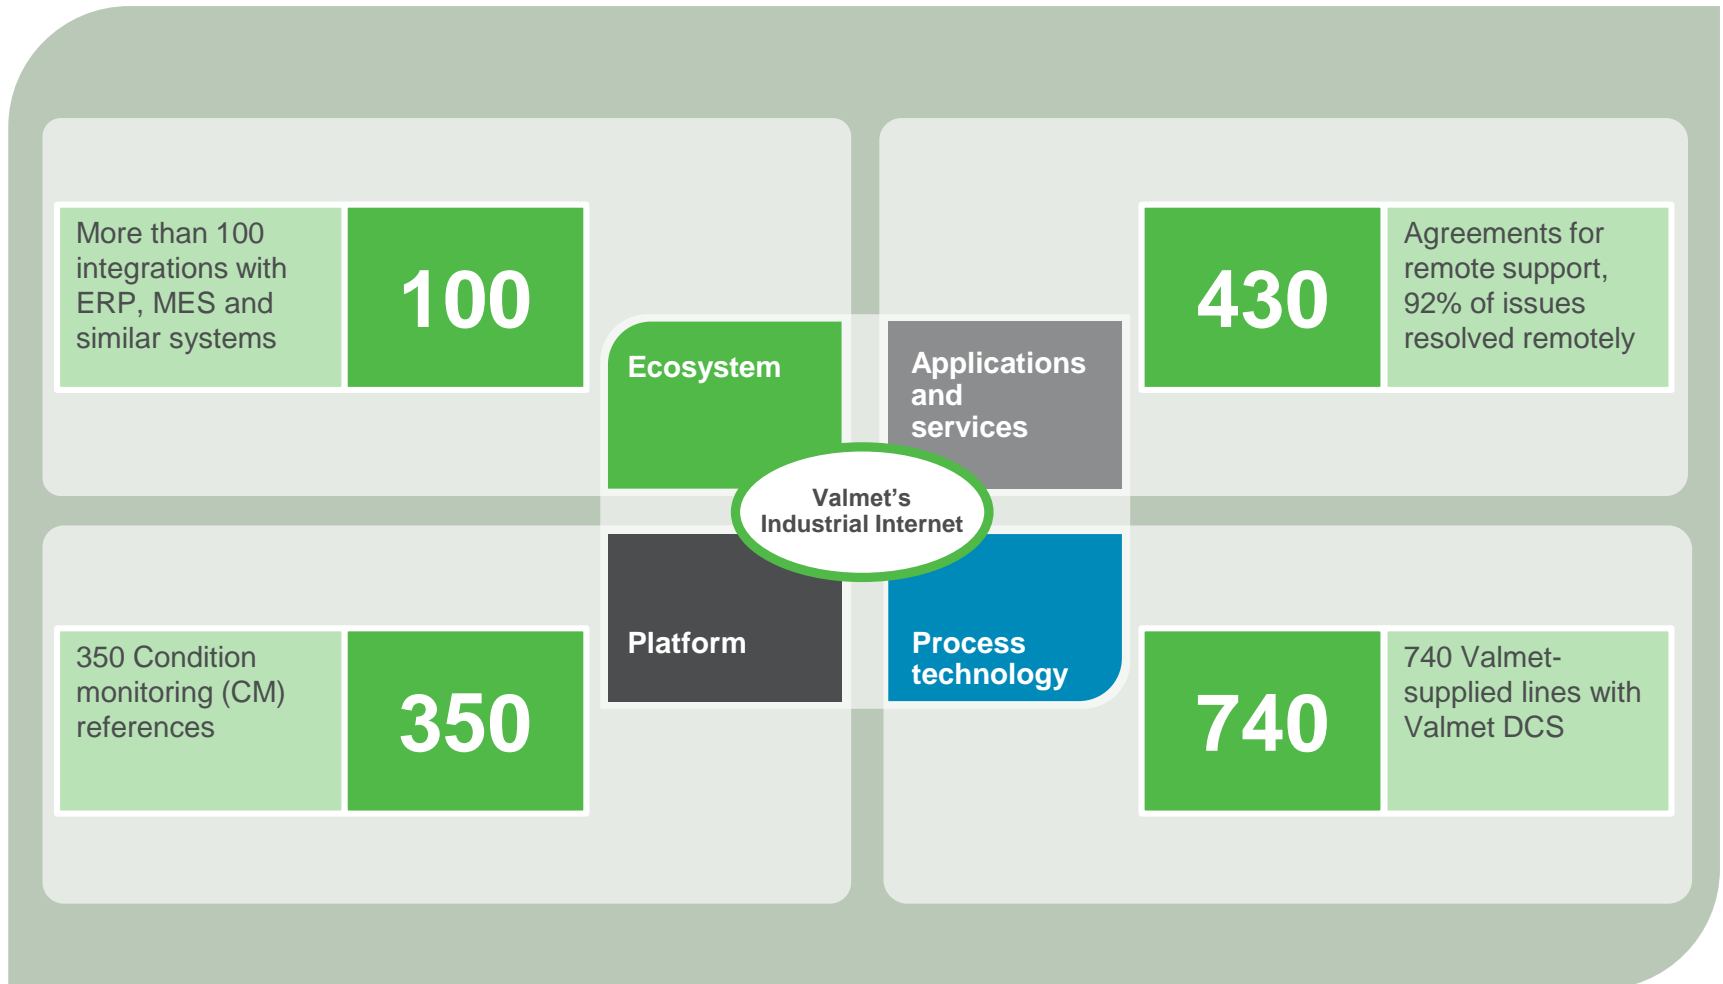 More than 100
integrations with
ERP, MES and
similar systems
100
Ecosystem
Applications
and
services
430
Agreements for
remote support,
92% of issues
resolved remotely
Valmet’s
Industrial Internet
350 Condition
monitoring (CM)
references
350
Platform
Process
technology
740
740 Valmet-
supplied lines with
Valmet DCS